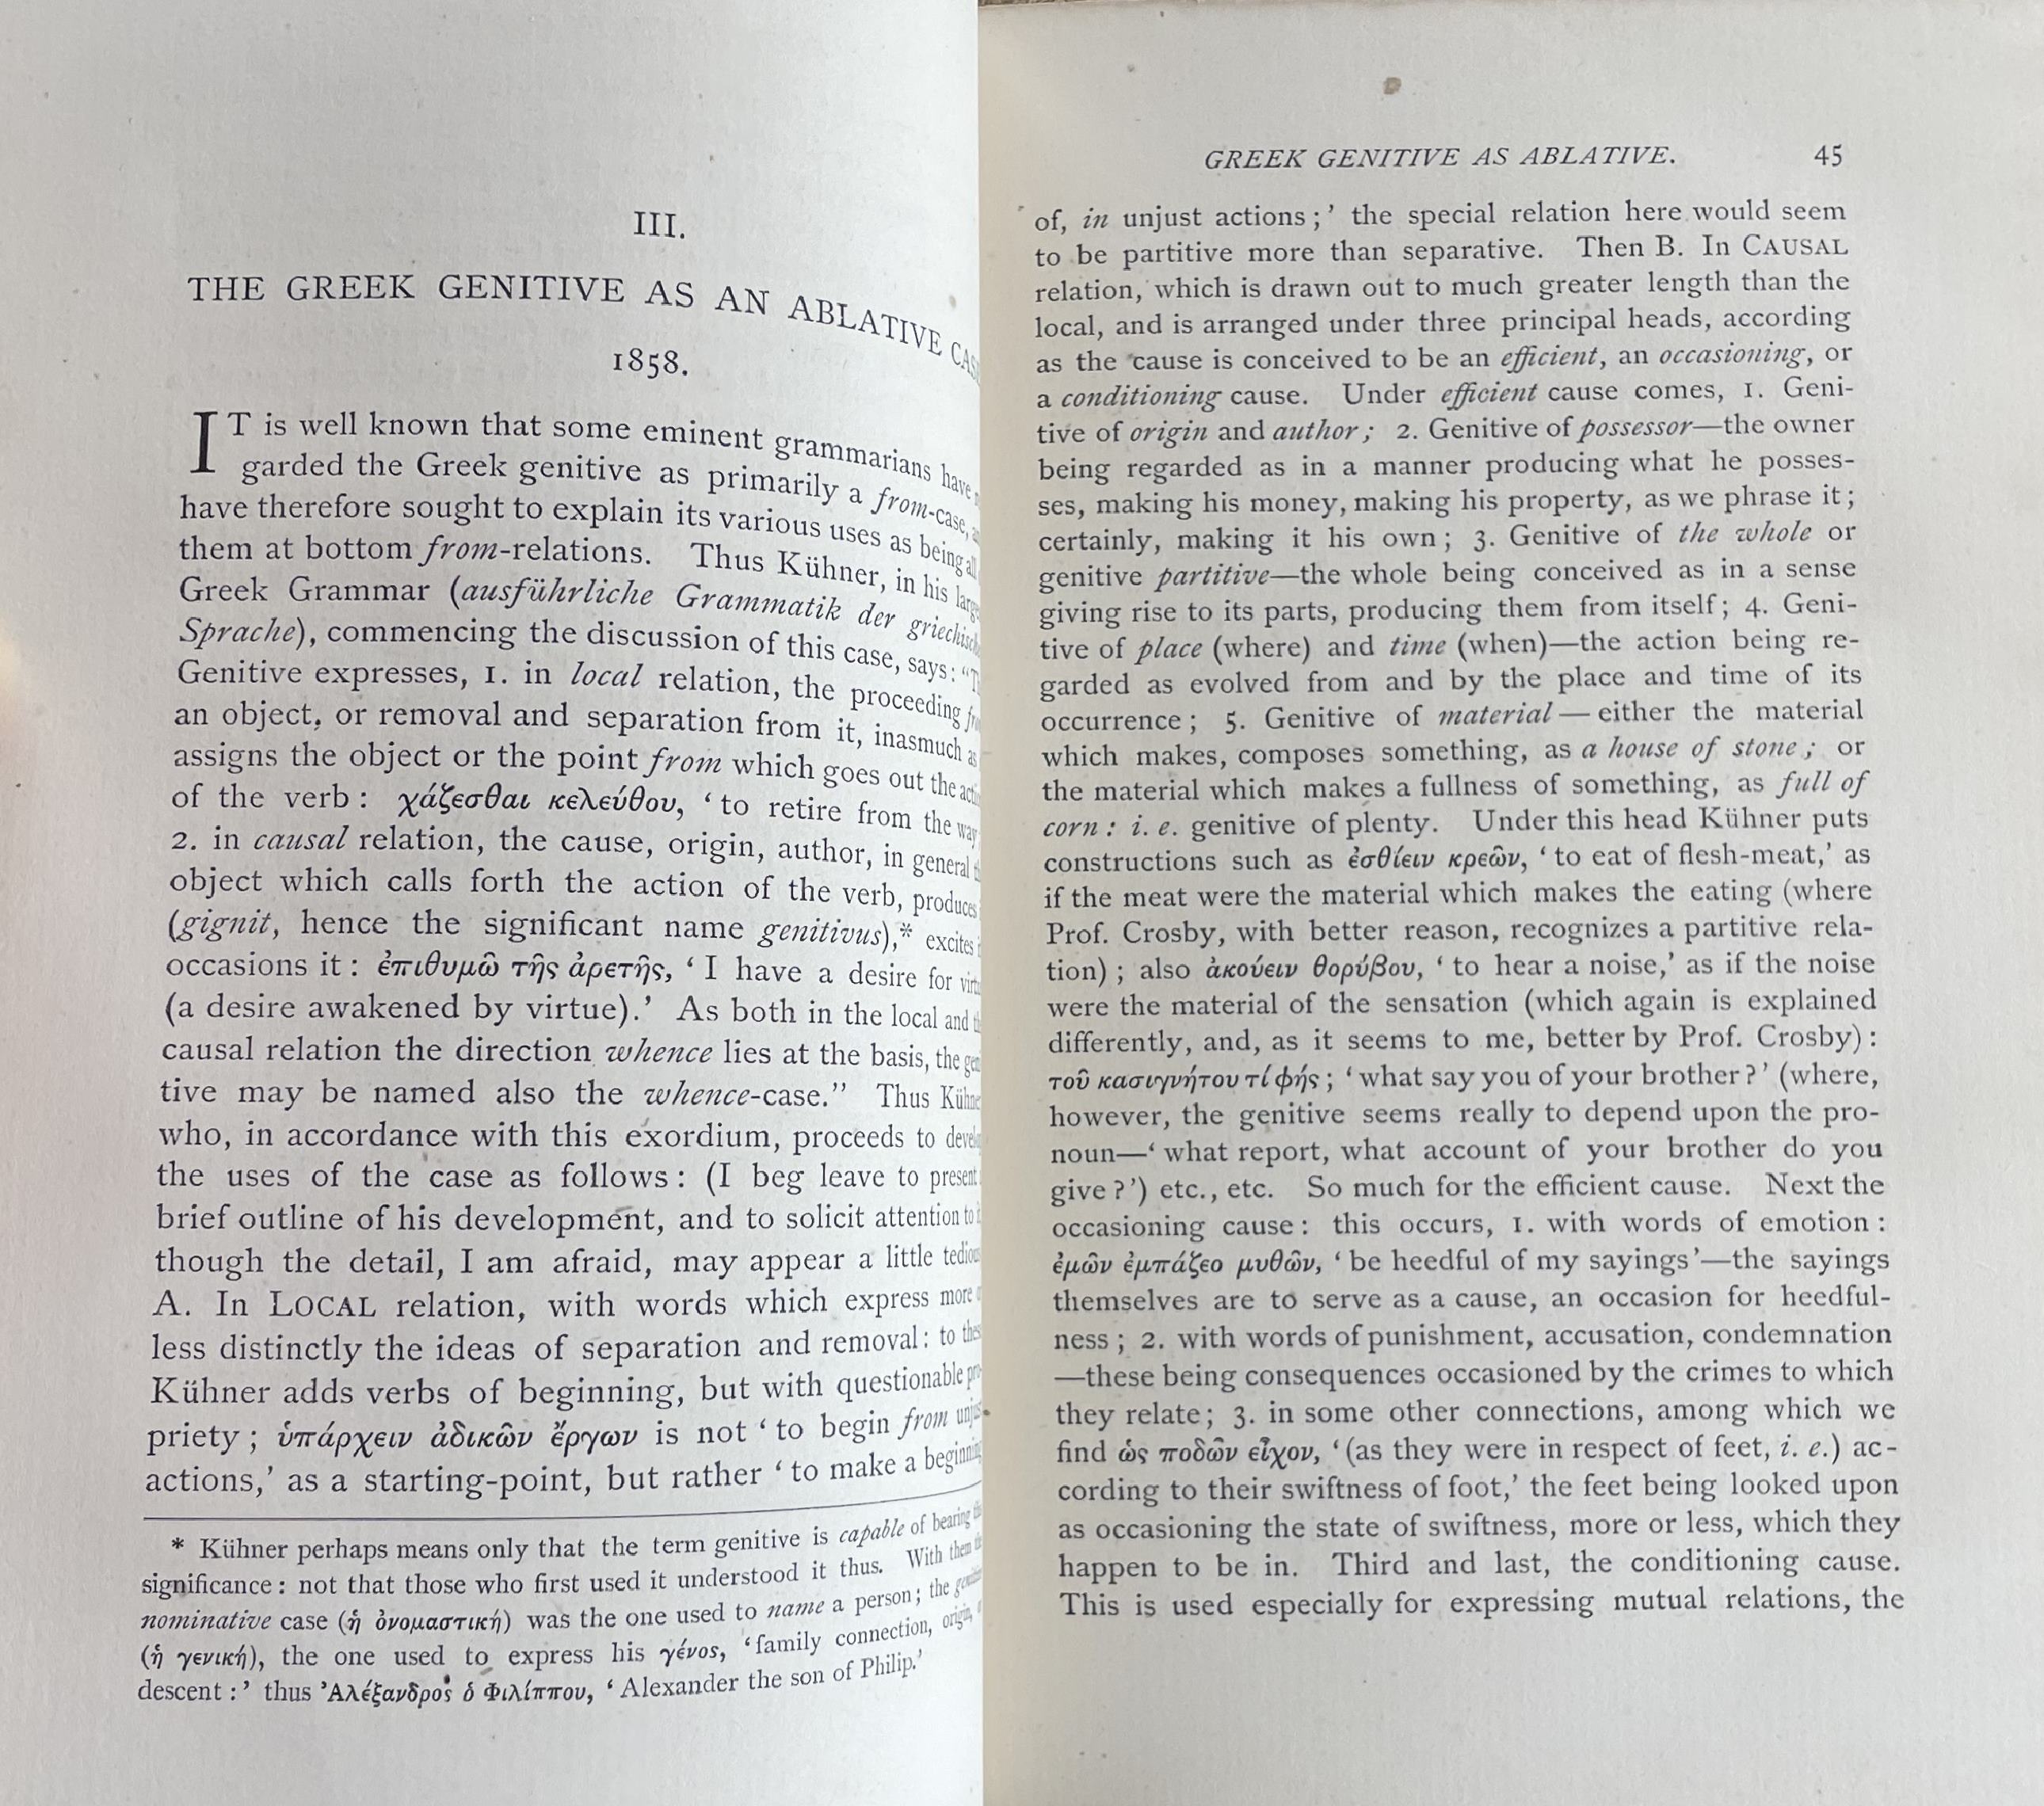 III.
THE GREEK GENITIVE AS AN ABLATIVE
1858.
IT is well known that some eminent grammarians have
garded the Greek genitive as primarily a from-case,
have therefore sought to explain its various uses as being all
them at bottom from-relations. Thus Kühner, in his
Greek Grammar (ausführliche Grammatik der
Sprache), commencing the discussion of this case, says:
Genitive expresses, 1. in local relation, the proceeding
an object, or removal and separation from it, inasmuch as
assigns the object or the point from which goes out the
of the verb: χάζεσθαι κελεύθου, ‘to retire from the way
2. in causal relation, the cause, origin, author, in general
object which calls forth the action of the verb, produces
(gignit, hence the significant name genitivus),* excites
occasions it: ἐπιθυμῶ τῆς ἀρετῆς, ‘I have a desire for
(a desire awakened by virtue).’ As both in the local and
causal relation the direction whence lies at the basis, the
tive may be named also the whence-case.” Thus
who, in accordance with this exordium, proceeds to
the uses of the case as follows: (I beg leave to present
brief outline of his development, and to solicit attention to
though the detail, I am afraid, may appear a little
A. In LOCAL relation, with words which express more
less distinctly the ideas of separation and removal: to
Kühner adds verbs of beginning, but with questionable
priety; ὑπάρχειν ἀδικῶν ἔργων is not ‘to begin from
actions,’ as a starting-point, but rather ‘to make a
* Kühner perhaps means only that the term genitive is capable of bearing
significance: not that those who first used it understood it thus. With them
nominative case (ἡ ὀνομαστική) was the one used to name a person; the
(ἡ γενική), the one used to express his γένος, ‘family connection, origin,
descent:’ thus Ἀλέξανδρος ὁ Φιλίππου, ‘Alexander the son of Philip.’
GREEK GENITIVE AS ABLATIVE. 45
of, in unjust actions;’ the special relation here would seem
to be partitive more than separative. Then B. In CAUSAL
relation, which is drawn out to much greater length than the
local, and is arranged under three principal heads, according
as the cause is conceived to be an efficient, an occasioning, or
a conditioning cause. Under efficient cause comes, 1. Geni-
tive of origin and author; 2. Genitive of possessor—the owner
being regarded as in a manner producing what he posses-
ses, making his money, making his property, as we phrase it;
certainly, making it his own; 3. Genitive of the whole or
genitive partitive—the whole being conceived as in a sense
giving rise to its parts, producing them from itself; 4. Geni-
tive of place (where) and time (when)—the action being re-
garded as evolved from and by the place and time of its
occurrence; 5. Genitive of material—either the material
which makes, composes something, as a house of stone; or
the material which makes a fullness of something, as full of
corn: i. e. genitive of plenty. Under this head Kühner puts
constructions such as ἐσθίειν κρεῶν, ‘to eat of flesh-meat,’ as
if the meat were the material which makes the eating (where
Prof. Crosby, with better reason, recognizes a partitive rela-
tion); also ἀκούειν θορύβου, ‘to hear a noise,’ as if the noise
were the material of the sensation (which again is explained
differently, and, as it seems to me, better by Prof. Crosby):
τοῦ κασιγνήτου τί φής; ‘what say you of your brother?’ (where,
however, the genitive seems really to depend upon the pro-
noun—‘what report, what account of your brother do you
give?’) etc., etc. So much for the efficient cause. Next the
occasioning cause: this occurs, 1. with words of emotion:
ἐμῶν ἐμπάζεο μυθῶν, ‘be heedful of my sayings’—the sayings
themselves are to serve as a cause, an occasion for heedful-
ness; 2. with words of punishment, accusation, condemnation
—these being consequences occasioned by the crimes to which
they relate; 3. in some other connections, among which we
find ὡς ποδῶν εἶχον, ‘(as they were in respect of feet, i. e.) ac-
cording to their swiftness of foot,’ the feet being looked upon
as occasioning the state of swiftness, more or less, which they
happen to be in. Third and last, the conditioning cause.
This is used especially for expressing mutual relations, the